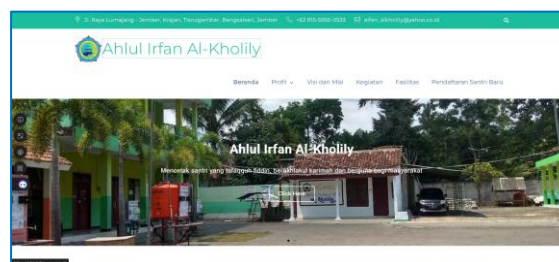 Jl. Raya Lumajang - Jember, Krajan, Tisnogambar, Bangsalsari, Jember +62 815-5055-0533 alfan_alkholily@yahoo.co.id
Ahlul Irfan Al-Kholily
Beranda Profil Visi dan Misi Kegiatan Fasilitas Pendaftaran Santri Baru
Ahlul Irfan Al-Kholily
Mencetak santri yang tafaqquh fiddin, berakhlakul karimah dan berguna bagi masyarakat
Click Here